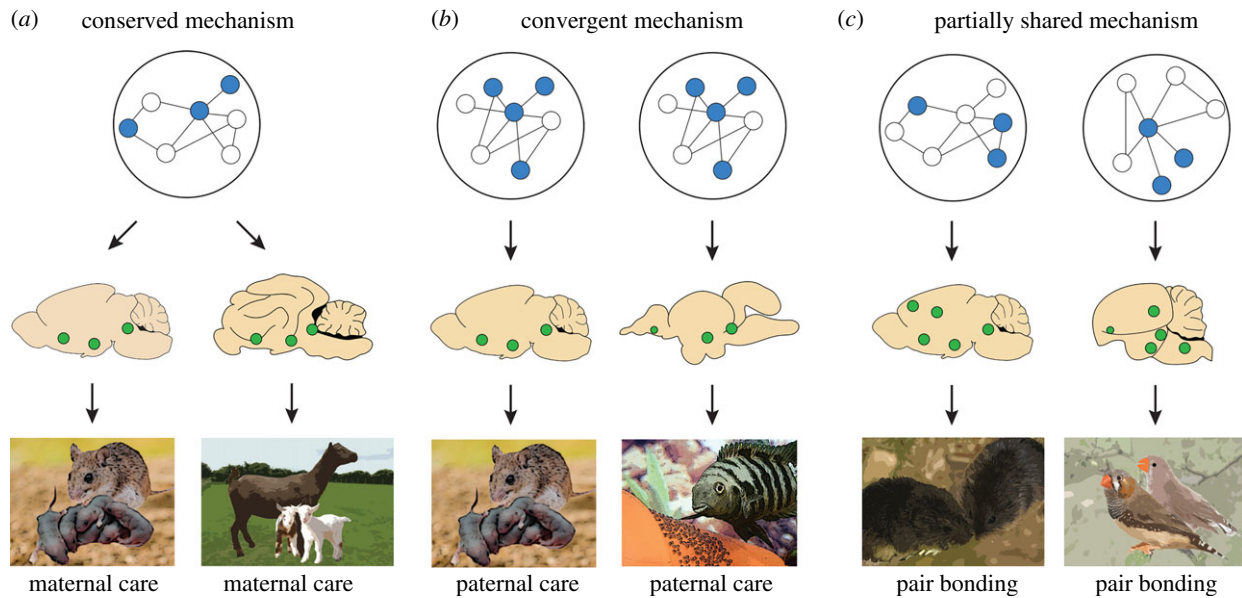 (a) conserved mechanism
(b) convergent mechanism
(c) partially shared mechanism
maternal care
maternal care
paternal care
paternal care
pair bonding
pair bonding